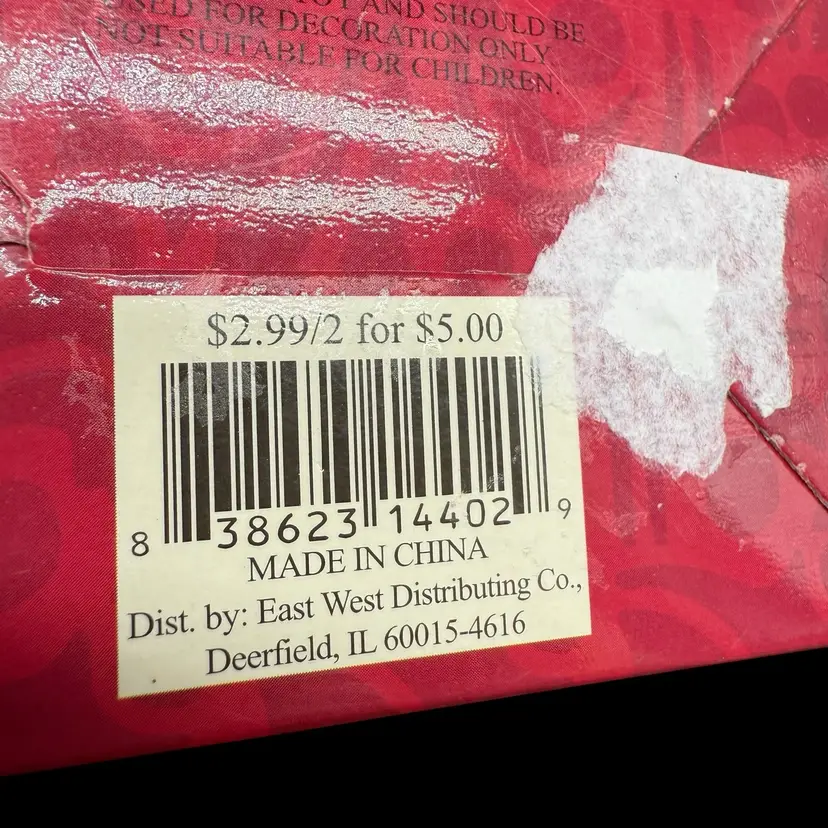 TOY AND SHOULD BE
USED FOR DECORATION ONLY.
NOT SUITABLE FOR CHILDREN.
$2.99/2 for $5.00
8 38623 14402 9
MADE IN CHINA
Dist. by: East West Distributing Co.,
Deerfield, IL 60015-4616